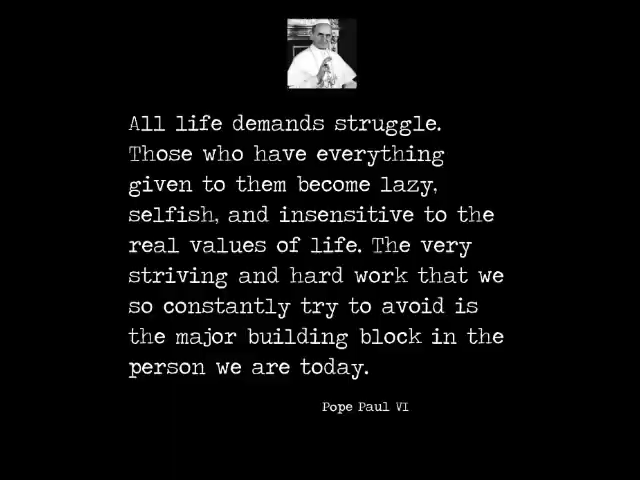 All life demands struggle.
Those who have everything
given to them become lazy,
selfish, and insensitive to the
real values of life. The very
striving and hard work that we
so constantly try to avoid is
the major building block in the
person we are today.
Pope Paul VI